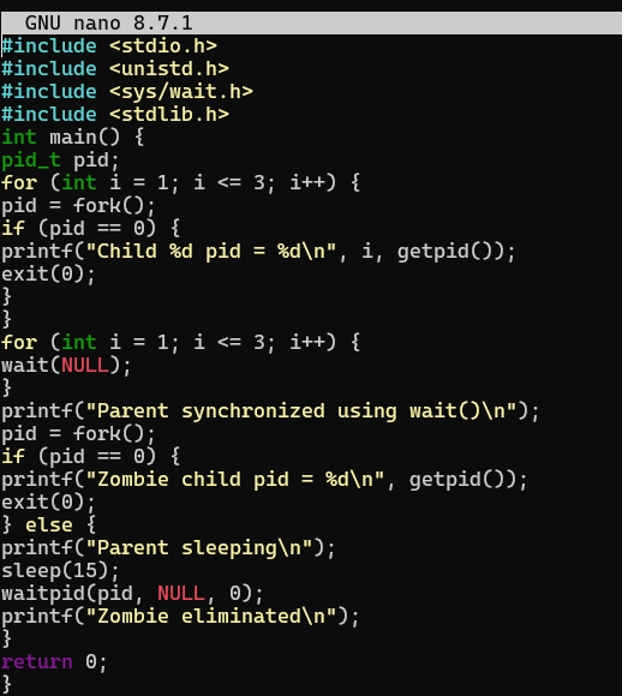 GNU nano 8.7.1
#include <stdio.h>
#include <unistd.h>
#include <sys/wait.h>
#include <stdlib.h>
int main() {
pid_t pid;
for (int i = 1; i <= 3; i++) {
pid = fork();
if (pid == 0) {
printf("Child %d pid = %d\n", i, getpid());
exit(0);
}
}
for (int i = 1; i <= 3; i++) {
wait(NULL);
}
printf("Parent synchronized using wait()\n");
pid = fork();
if (pid == 0) {
printf("Zombie child pid = %d\n", getpid());
exit(0);
} else {
printf("Parent sleeping\n");
sleep(15);
waitpid(pid, NULL, 0);
printf("Zombie eliminated\n");
}
return 0;
}